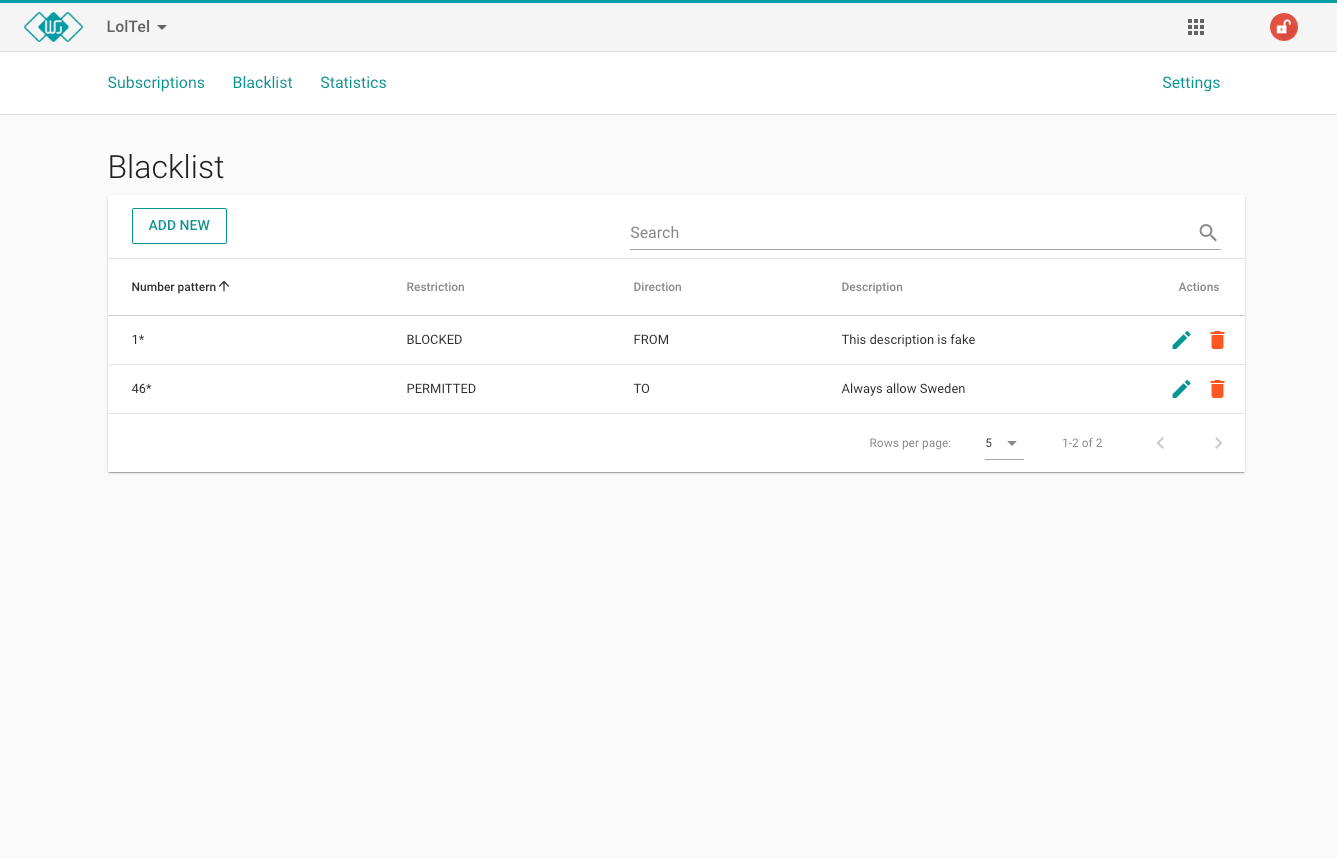 LolTel
Subscriptions Blacklist Statistics Settings
Blacklist
ADD NEW
Search
Number pattern Restriction Direction Description Actions
1* BLOCKED FROM This description is fake
46* PERMITTED TO Always allow Sweden
Rows per page: 5 1-2 of 2